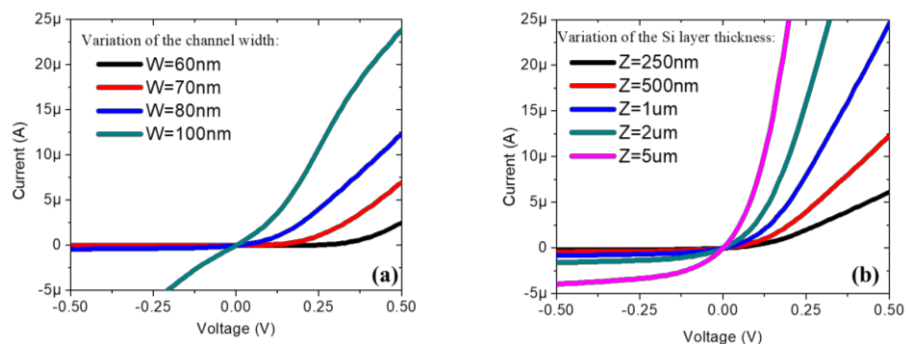 Variation of the channel width:
W=60nm
W=70nm
W=80nm
W=100nm
25µ
20µ
15µ
10µ
5µ
0
-5µ
-0.50
-0.25
0.00
0.25
0.50
Current (A)
Voltage (V)
(a)
Variation of the Si layer thickness:
Z=250nm
Z=500nm
Z=1um
Z=2um
Z=5um
25µ
20µ
15µ
10µ
5µ
0
-5µ
-0.50
-0.25
0.00
0.25
0.50
Current (A)
Voltage (V)
(b)